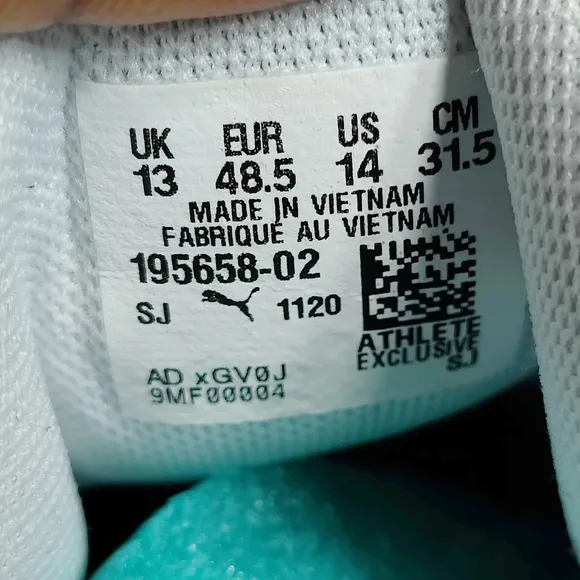 UK EUR US CM
13 48.5 14 31.5
MADE IN VIETNAM
FABRIQUÉ AU VIETNAM
195658-02
SJ 1120
ATHLETE
EXCLUSIVE
SJ
AD xGV0J
9MF00004